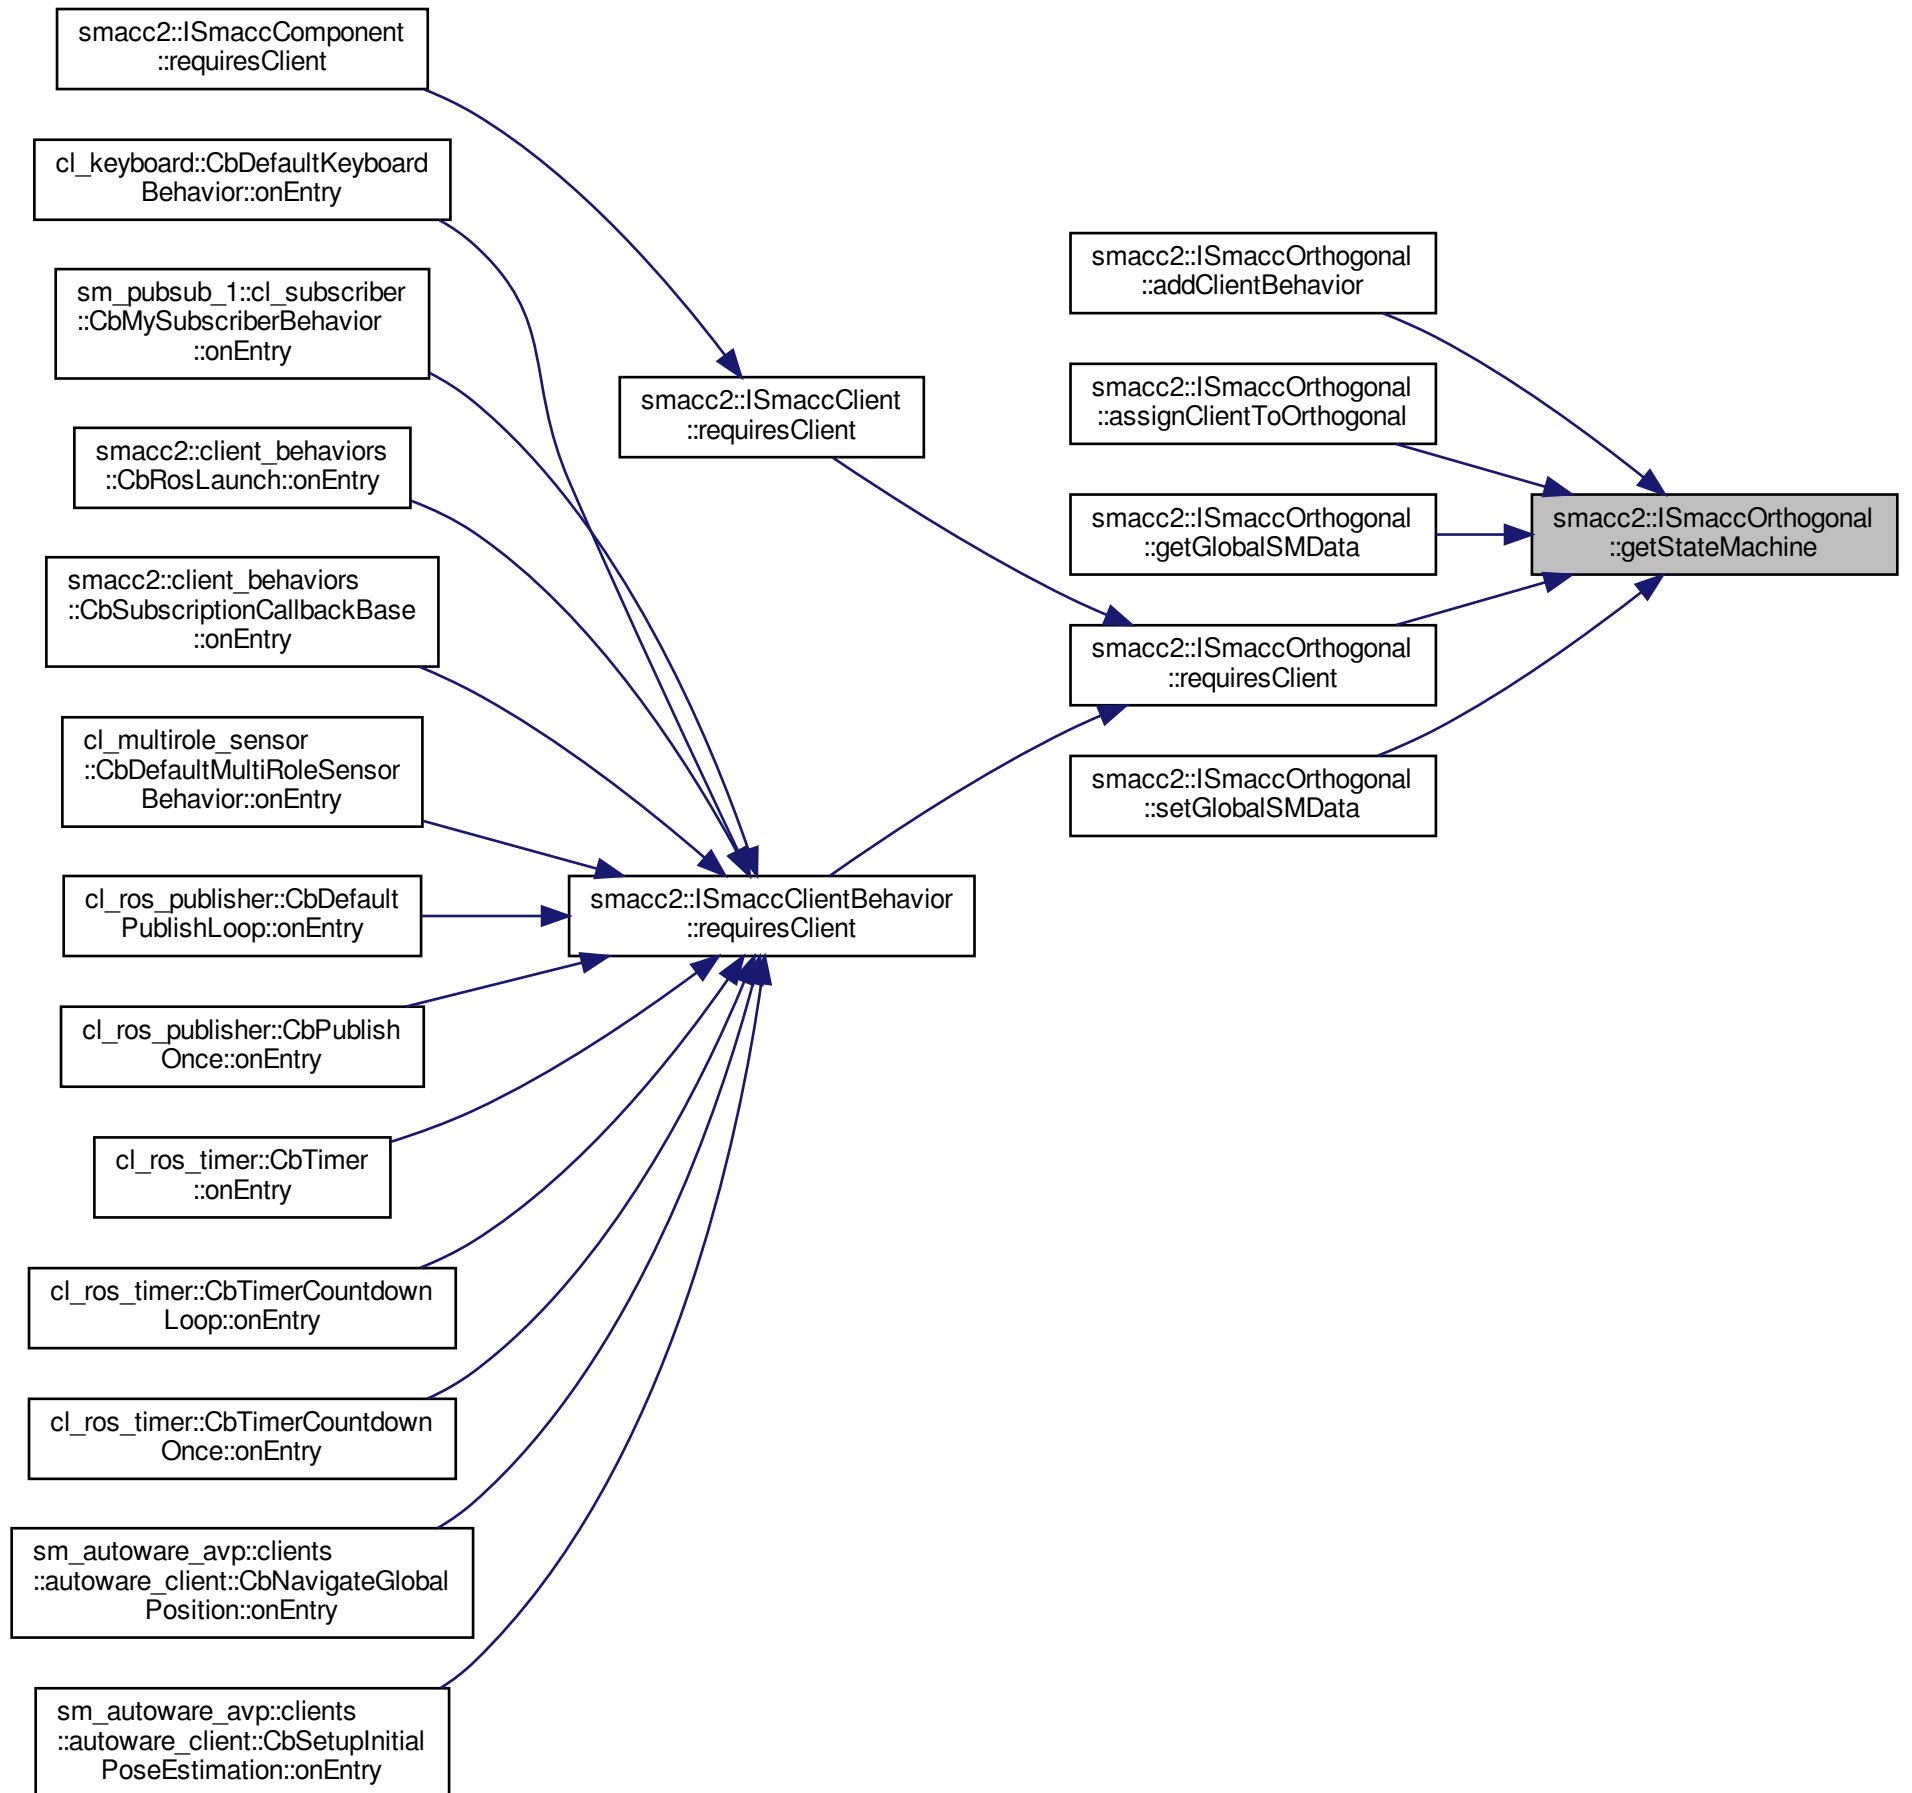 smacc2::ISmaccComponent
::requiresClient
cl_keyboard::CbDefaultKeyboard
Behavior::onEntry
sm_pubsub_1::cl_subscriber
::CbMySubscriberBehavior
::onEntry
smacc2::client_behaviors
::CbRosLaunch::onEntry
smacc2::client_behaviors
::CbSubscriptionCallbackBase
::onEntry
cl_multirole_sensor
::CbDefaultMultiRoleSensor
Behavior::onEntry
cl_ros_publisher::CbDefault
PublishLoop::onEntry
cl_ros_publisher::CbPublish
Once::onEntry
cl_ros_timer::CbTimer
::onEntry
cl_ros_timer::CbTimerCountdown
Loop::onEntry
cl_ros_timer::CbTimerCountdown
Once::onEntry
sm_autoware_avp::clients
::autoware_client::CbNavigateGlobal
Position::onEntry
sm_autoware_avp::clients
::autoware_client::CbSetupInitial
PoseEstimation::onEntry
smacc2::ISmaccClient
::requiresClient
smacc2::ISmaccClientBehavior
::requiresClient
smacc2::ISmaccOrthogonal
::addClientBehavior
smacc2::ISmaccOrthogonal
::assignClientToOrthogonal
smacc2::ISmaccOrthogonal
::getGlobalSMData
smacc2::ISmaccOrthogonal
::requiresClient
smacc2::ISmaccOrthogonal
::setGlobalSMData
smacc2::ISmaccOrthogonal
::getStateMachine